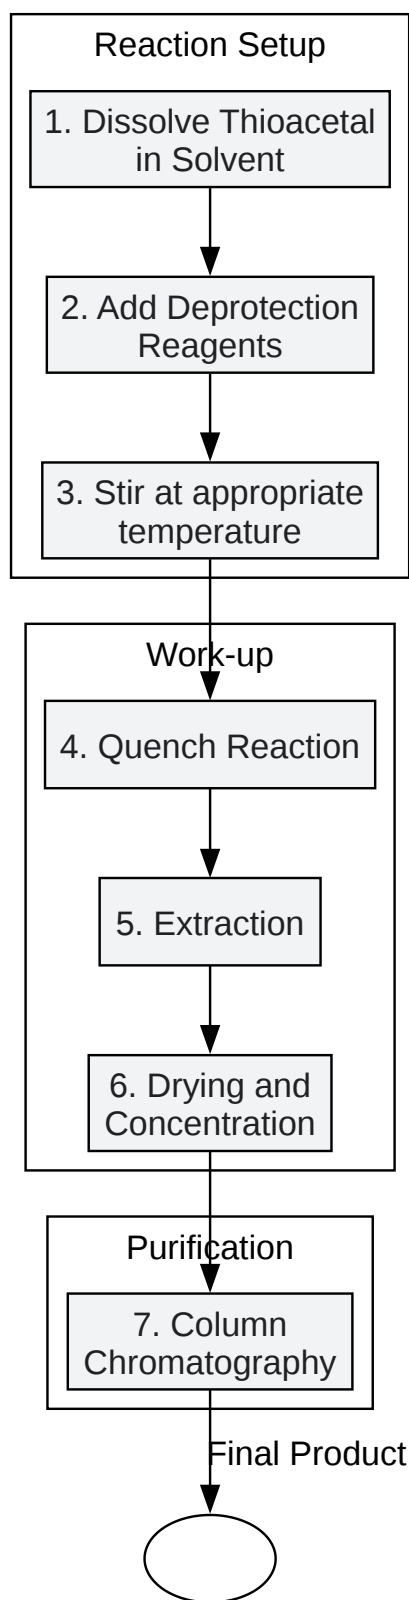 Reaction Setup
1. Dissolve Thioacetal
in Solvent
2. Add Deprotection
Reagents
3. Stir at appropriate
temperature
Work-up
4. Quench Reaction
5. Extraction
6. Drying and
Concentration
Purification
7. Column
Chromatography
Final Product